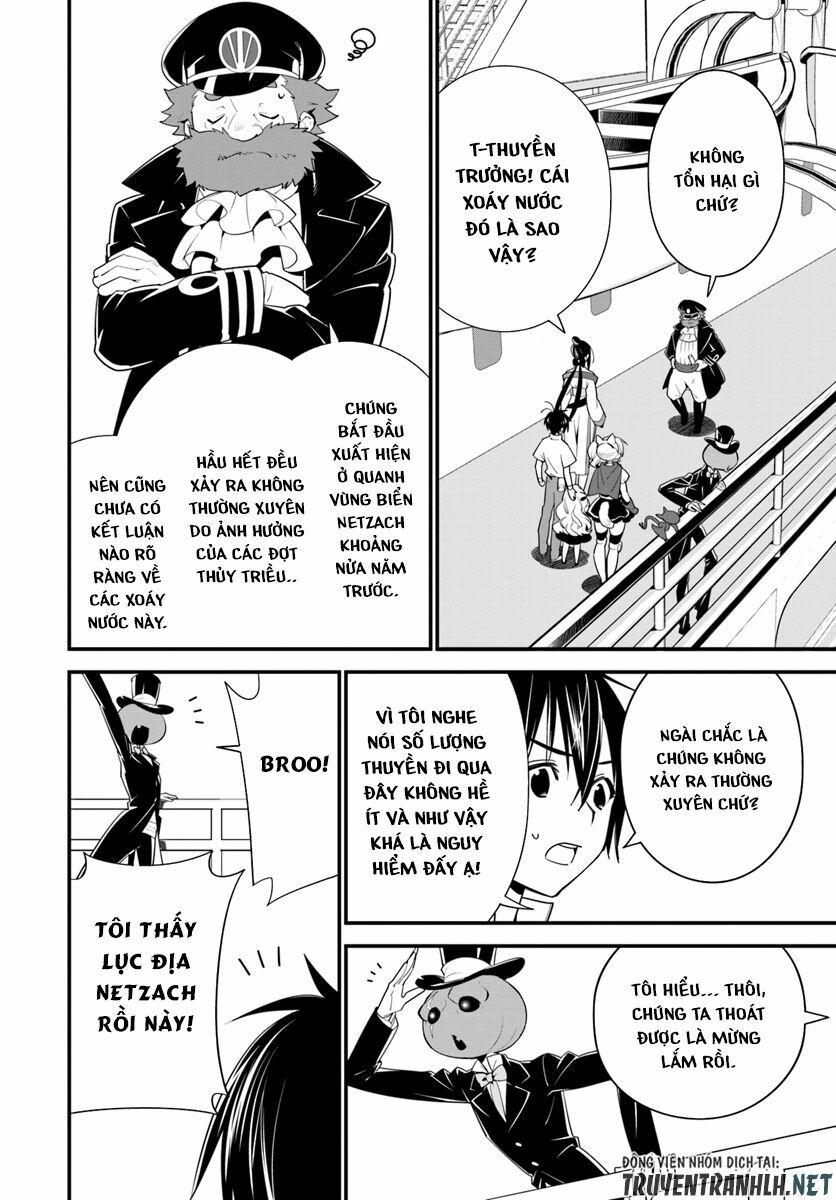 KHÔNG
TỔN HẠI GÌ
CHỨ?
T-THUYỀN
TRƯỞNG! CÁI
XOÁY NƯỚC
ĐÓ LÀ SAO
VẬY?
CHÚNG
BẮT ĐẦU
XUẤT HIỆN
Ở QUANH
VÙNG BIỂN
NETZACH
KHOẢNG
NỬA NĂM
TRƯỚC.
HẦU HẾT ĐỀU
XẢY RA KHÔNG
THƯỜNG XUYÊN
DO ẢNH HƯỞNG
CỦA CÁC ĐỢT
THỦY TRIỀU..
NÊN CŨNG
CHƯA CÓ
KẾT LUẬN
NÀO RÕ
RÀNG VỀ
CÁC XOÁY
NƯỚC NÀY.
NGÀI CHẮC LÀ
CHÚNG KHÔNG
XẢY RA THƯỜNG
XUYÊN CHỨ?
VÌ TÔI NGHE
NÓI SỐ LƯỢNG
THUYỀN ĐI QUA
ĐÂY KHÔNG HỀ
ÍT VÀ NHƯ VẬY
KHÁ LÀ NGUY
HIỂM ĐẤY Ạ!
TÔI HIỂU... THÔI,
CHÚNG TA THOÁT
ĐƯỢC LÀ MỪNG
LẮM RỒI.
BROO!
TÔI THẤY
LỤC ĐỊA
NETZACH
RỒI NÀY!
ĐỘNG VIÊN NHÓM DỊCH TẠI:
TRUYENTRANHLH.NET